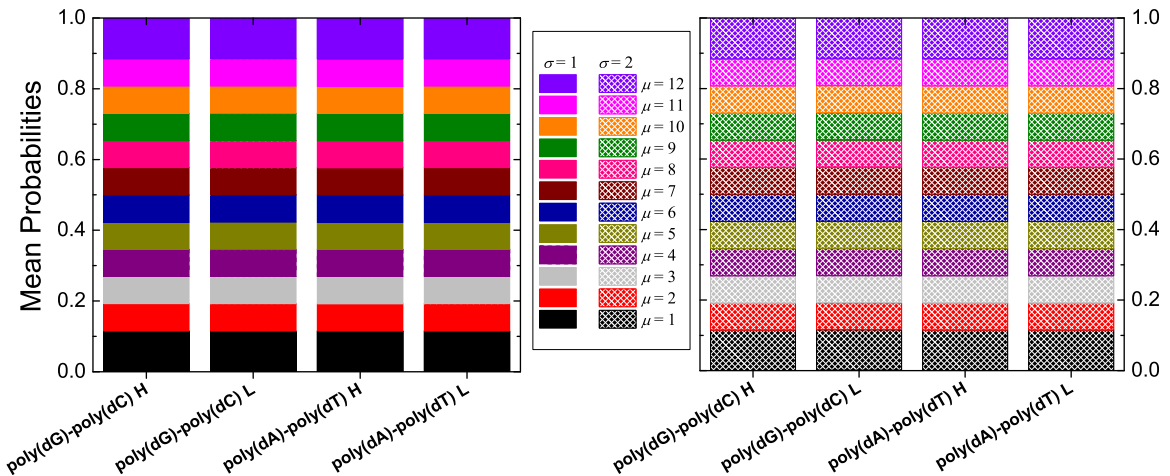 Mean Probabilities
1.0
0.8
0.6
0.4
0.2
0.0
poly(dG)-poly(dC) H
poly(dG)-poly(dC) L
poly(dA)-poly(dT) H
poly(dA)-poly(dT) L
σ = 1 σ = 2
μ = 12
μ = 11
μ = 10
μ = 9
μ = 8
μ = 7
μ = 6
μ = 5
μ = 4
μ = 3
μ = 2
μ = 1
1.0
0.8
0.6
0.4
0.2
0.0
poly(dG)-poly(dC) H
poly(dG)-poly(dC) L
poly(dA)-poly(dT) H
poly(dA)-poly(dT) L